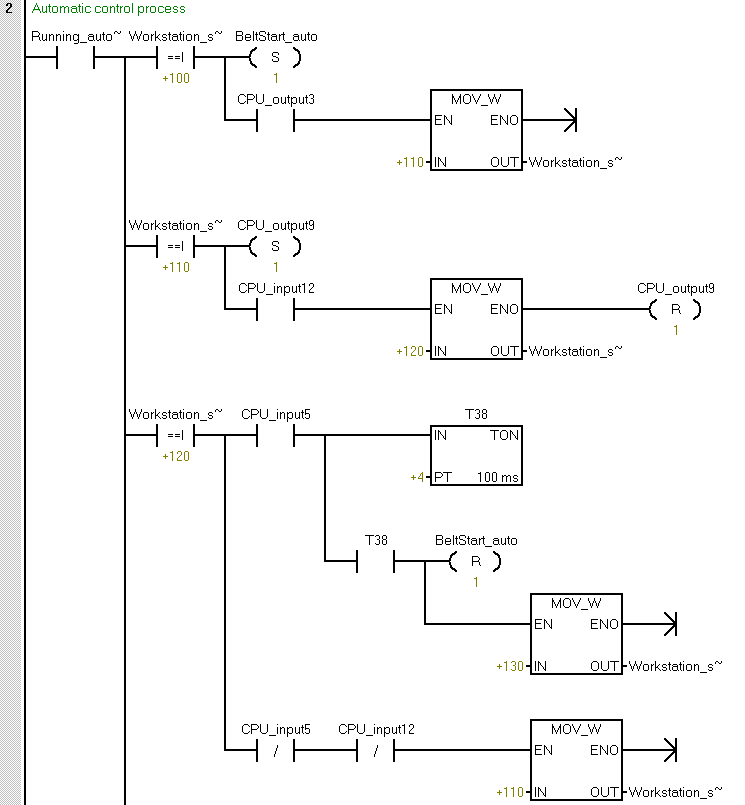 2 Automatic control process
Running_auto~ Workstation_s~ BeltStart_auto
==I S
+100 1
CPU_output3 MOV_W
EN ENO
+110 IN OUT Workstation_s~
Workstation_s~ CPU_output9
==I S
+110 1
CPU_input12 MOV_W CPU_output9
EN ENO R
1
+120 IN OUT Workstation_s~
Workstation_s~ CPU_input5 T38
==I IN TON
+120
+4 PT 100 ms
T38 BeltStart_auto
R
1
MOV_W
EN ENO
+130 IN OUT Workstation_s~
CPU_input5 CPU_input12 MOV_W
/ / EN ENO
+110 IN OUT Workstation_s~